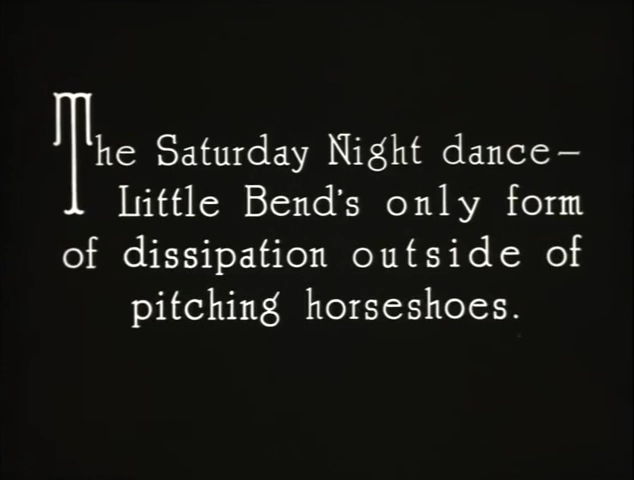 The Saturday Night dance—
Little Bend's only form
of dissipation outside of
pitching horseshoes.